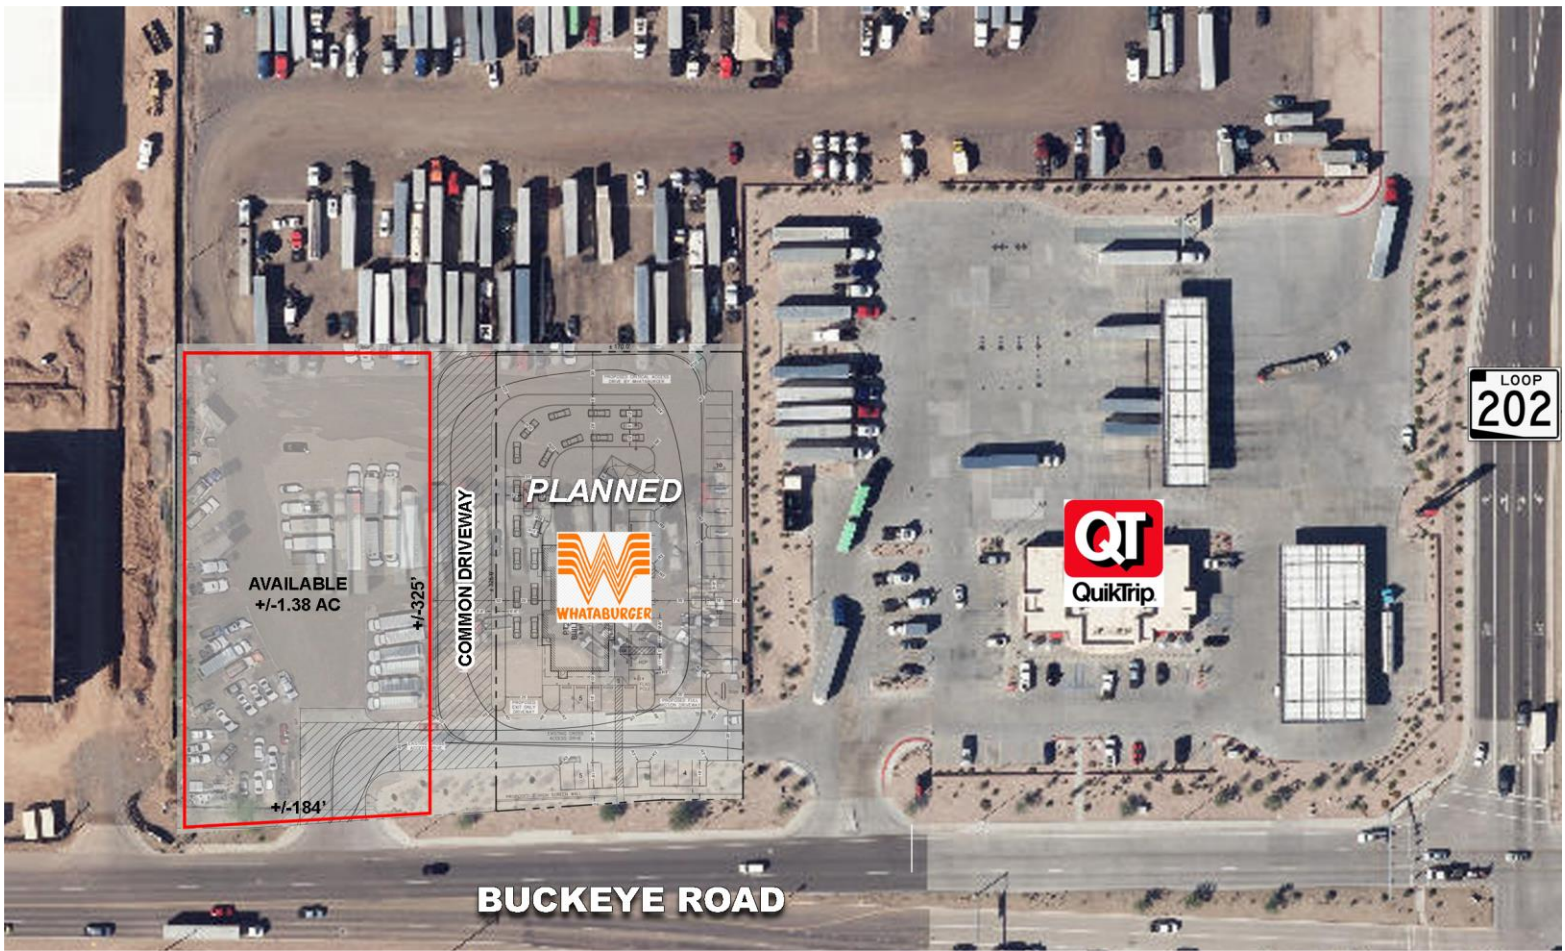 LOOP
202
PLANNED
QT
QuikTrip
WHATABURGER
COMMON DRIVEWAY
AVAILABLE
+/-1.38 AC
+/-325'
+/-184'
BUCKEYE ROAD